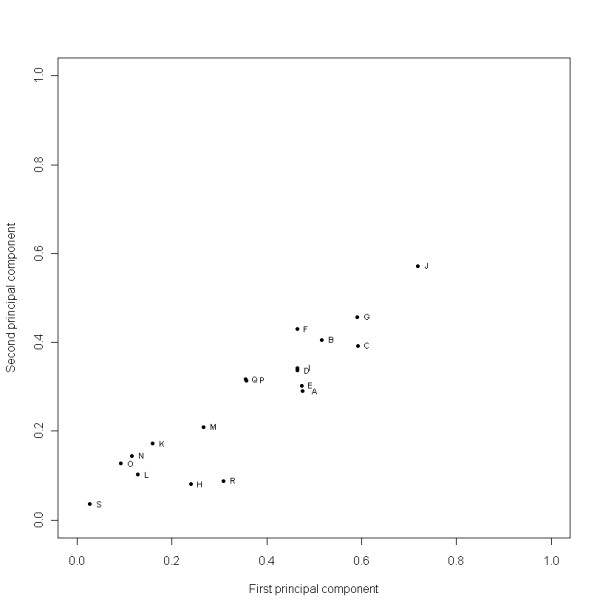 1.0
0.8
0.6
0.4
0.2
0.0
Second principal component
J
G
F
B
C
I
D
E
A
Q P
M
K
N
O
L
R
H
S
0.0 0.2 0.4 0.6 0.8 1.0
First principal component